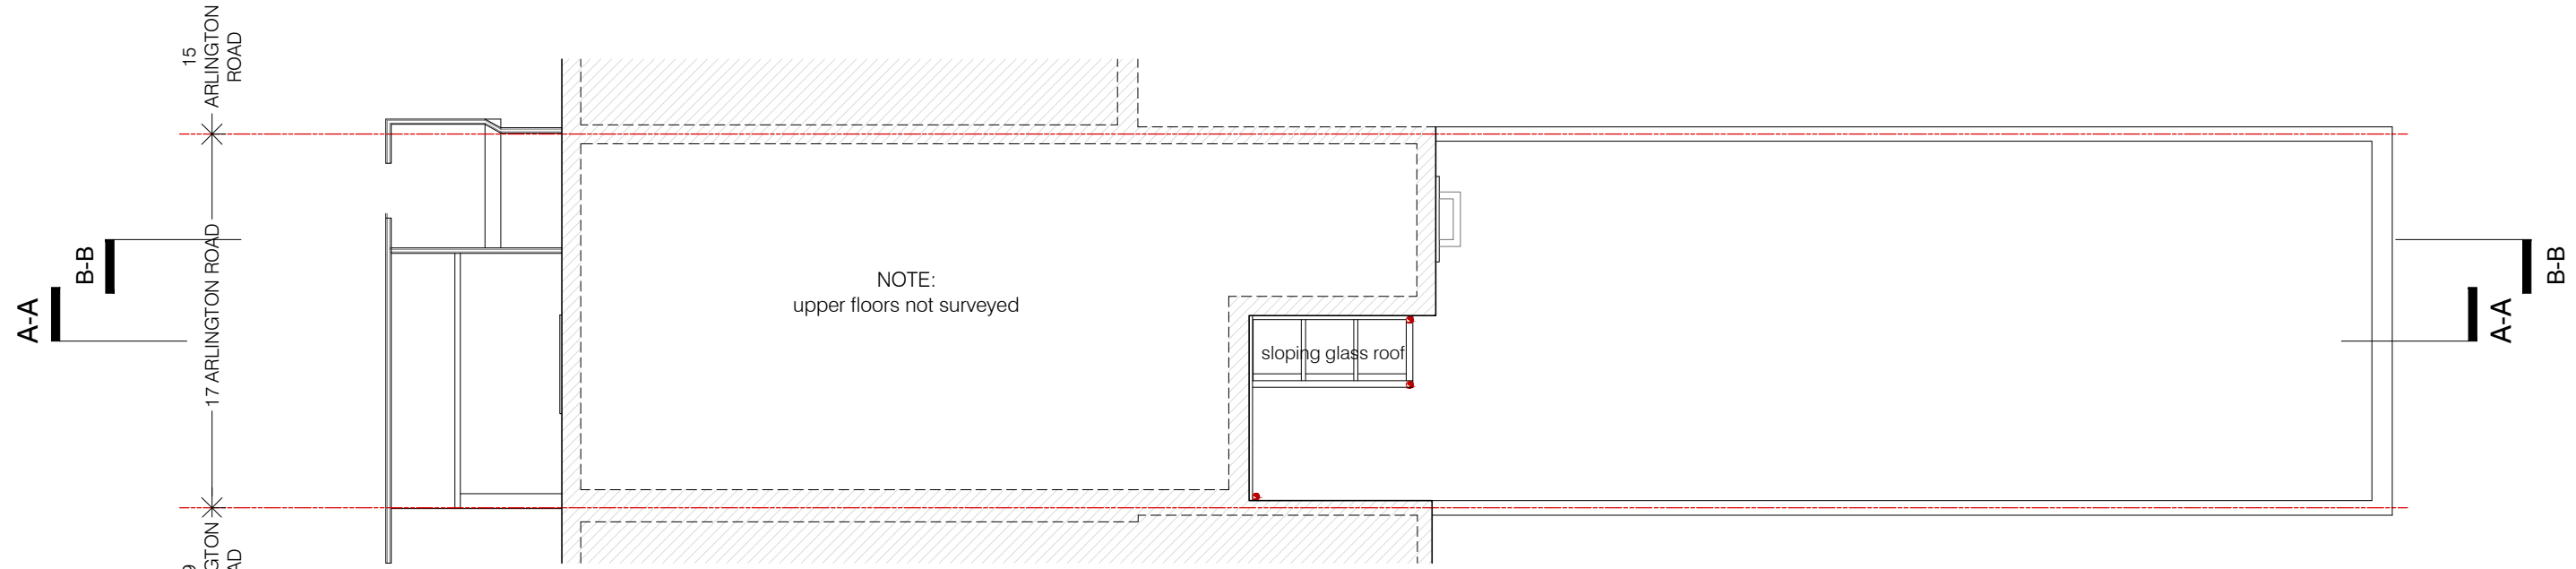 15
ARLINGTON
ROAD
17 ARLINGTON ROAD
B-B
A-A
NOTE:
upper floors not surveyed
sloping glass roof
B-B
A-A